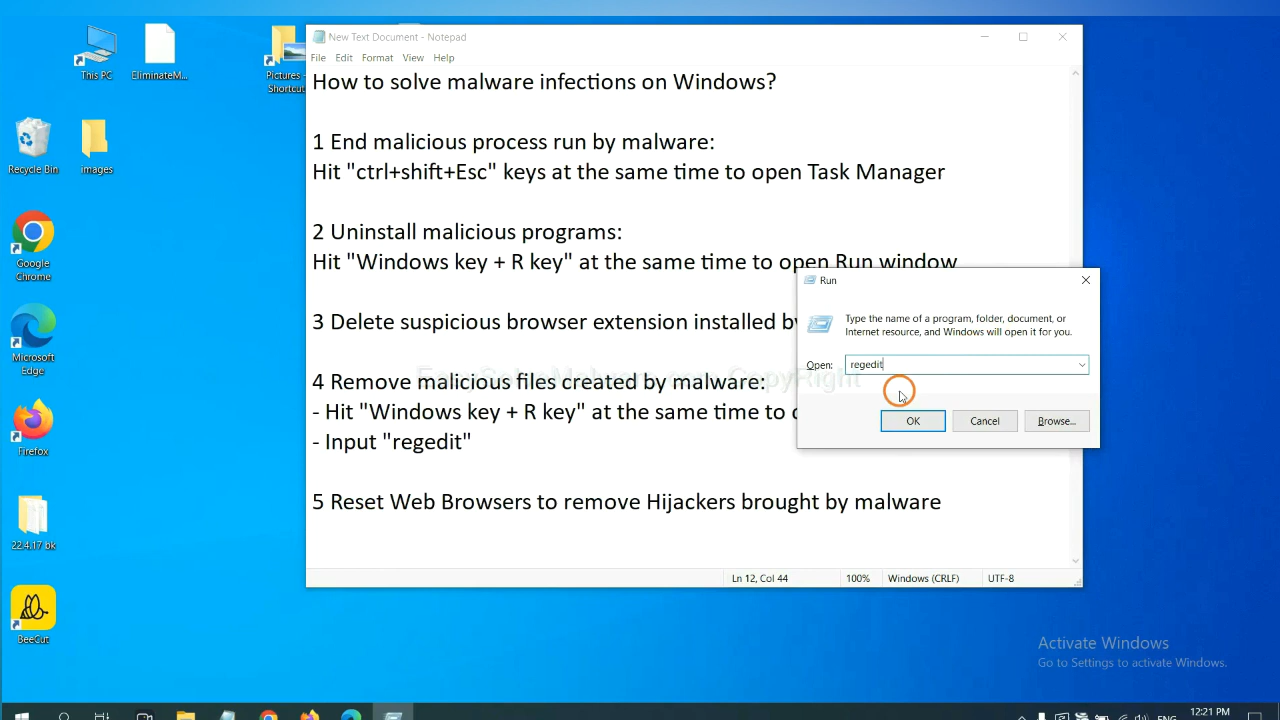 This PC
EliminateM...
Pictures -
Shortcut
Recycle Bin
images
Google
Chrome
Microsoft
Edge
Firefox
22.4.17 bk
BeeCut
New Text Document - Notepad
File Edit Format View Help
How to solve malware infections on Windows?
1 End malicious process run by malware:
Hit "ctrl+shift+Esc" keys at the same time to open Task Manager
2 Uninstall malicious programs:
Hit "Windows key + R key" at the same time to open Run window
3 Delete suspicious browser extension installed by
4 Remove malicious files created by malware:
- Hit "Windows key + R key" at the same time to
- Input "regedit"
5 Reset Web Browsers to remove Hijackers brought by malware
Ln 12, Col 44 100% Windows (CRLF) UTF-8
Run
Type the name of a program, folder, document, or
Internet resource, and Windows will open it for you.
Open: regedit
OK Cancel Browse...
CopyRight
Activate Windows
Go to Settings to activate Windows.
ENG 12:21 PM